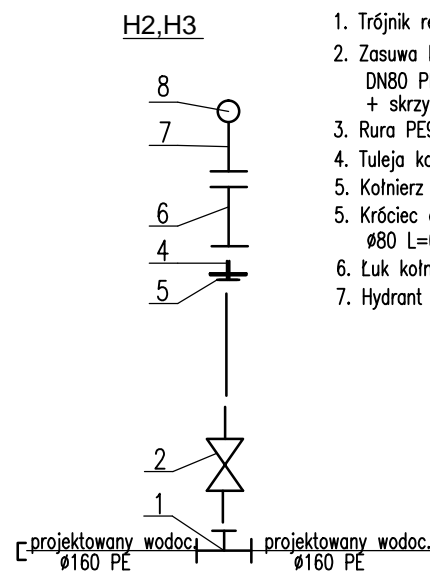 H2,H3
8
7
6
4
5
2
1
projektowany wodoc.
ø160 PE
projektowany wodoc.
ø160 PE
1. Trójnik
2. Zasuwa
DN80
+
3. Rura
4. Tuleja
5. Kołnierz
5. Króciec
ø80
6. Łuk
7. Hydrant